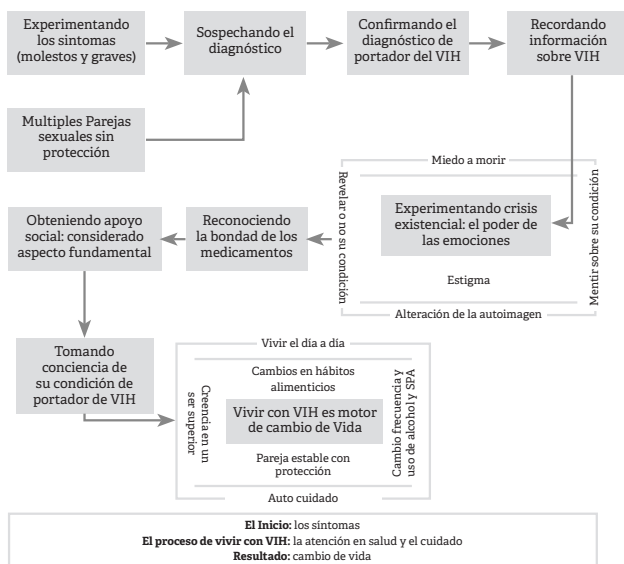 Experimentando
los sintomas
(molestos y graves)
Sospechando el
diagnóstico
Confirmando el
diagnóstico de
portador del VIH
Recordando
información
sobre VIH
Multiples Parejas
sexuales sin
protección
Miedo a morir
Revelar o no su condición
Experimentando crisis
existencial: el poder de
las emociones
Mentir sobre su condición
Estigma
Alteración de la autoimagen
Reconociendo
la bondad de los
medicamentos
Obteniendo apoyo
social: considerado
aspecto fundamental
Tomando
conciencia de
su condición de
portador de VIH
Vivir el día a día
Creencia en un
ser superior
Cambios en hábitos
alimenticios
Vivir con VIH es motor
de cambio de Vida
Pareja estable con
protección
Cambio frecuencia y
uso de alcohol y SPA
Auto cuidado
El Inicio: los síntomas
El proceso de vivir con VIH: la atención en salud y el cuidado
Resultado: cambio de vida